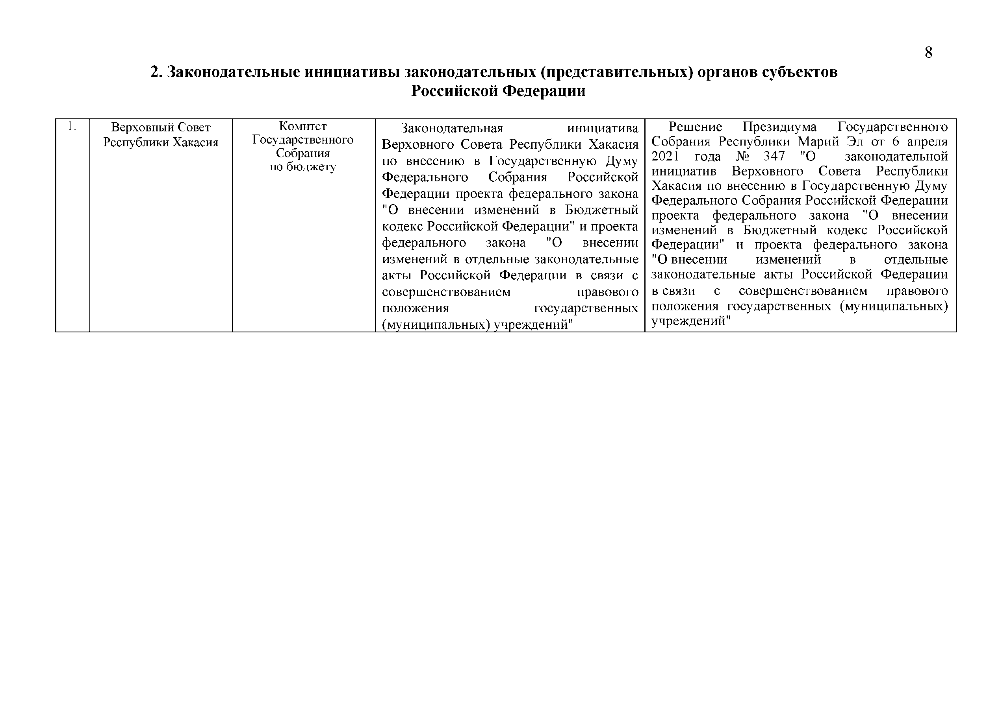 8
2. Законодательные инициативы законодательных (представительных) органов субъектов
Российской Федерации
1.
Верховный Совет
Республики Хакасия
Комитет
Государственного
Собрания
по бюджету
Законодательная инициатива
Верховного Совета Республики Хакасия
по внесению в Государственную Думу
Федерального Собрания Российской
Федерации проекта федерального закона
"О внесении изменений в Бюджетный
кодекс Российской Федерации" и проекта
федерального закона "О внесении
изменений в отдельные законодательные
акты Российской Федерации в связи с
совершенствованием правового
положения государственных
(муниципальных) учреждений"
Решение Президиума Государственного
Собрания Республики Марий Эл от 6 апреля
2021 года № 347 "О законодательной
инициатив Верховного Совета Республики
Хакасия по внесению в Государственную Думу
Федерального Собрания Российской Федерации
проекта федерального закона "О внесении
изменений в Бюджетный кодекс Российской
Федерации" и проекта федерального закона
"О внесении изменений в отдельные
законодательные акты Российской Федерации
в связи с совершенствованием правового
положения государственных (муниципальных)
учреждений"